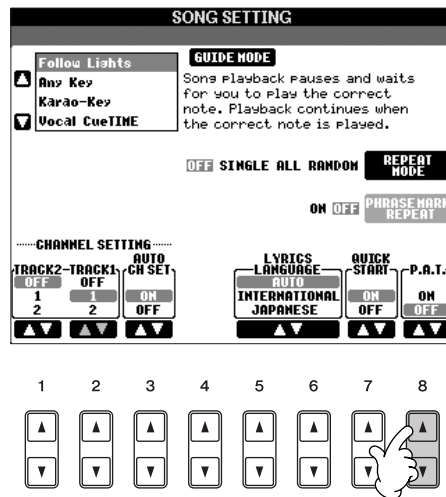 SONG SETTING
Follow Lights
Any Key
Karao-Key
Vocal CueTIME
GUIDE MODE
Song Playback pauses and waits
for you to play the correct
note. Playback continues when
the correct note is played.
OFF SINGLE ALL RANDOM REPEAT MODE
ON OFF PHRASE MARK REPEAT
CHANNEL SETTING
TRACK2 TRACK1 AUTO CH SET LYRICS LANGUAGE QUICK START P.A.T.
OFF OFF AUTO
1 1 ON INTERNATIONAL ON ON
2 2 OFF JAPANESE OFF OFF
1 2 3 4 5 6 7 8